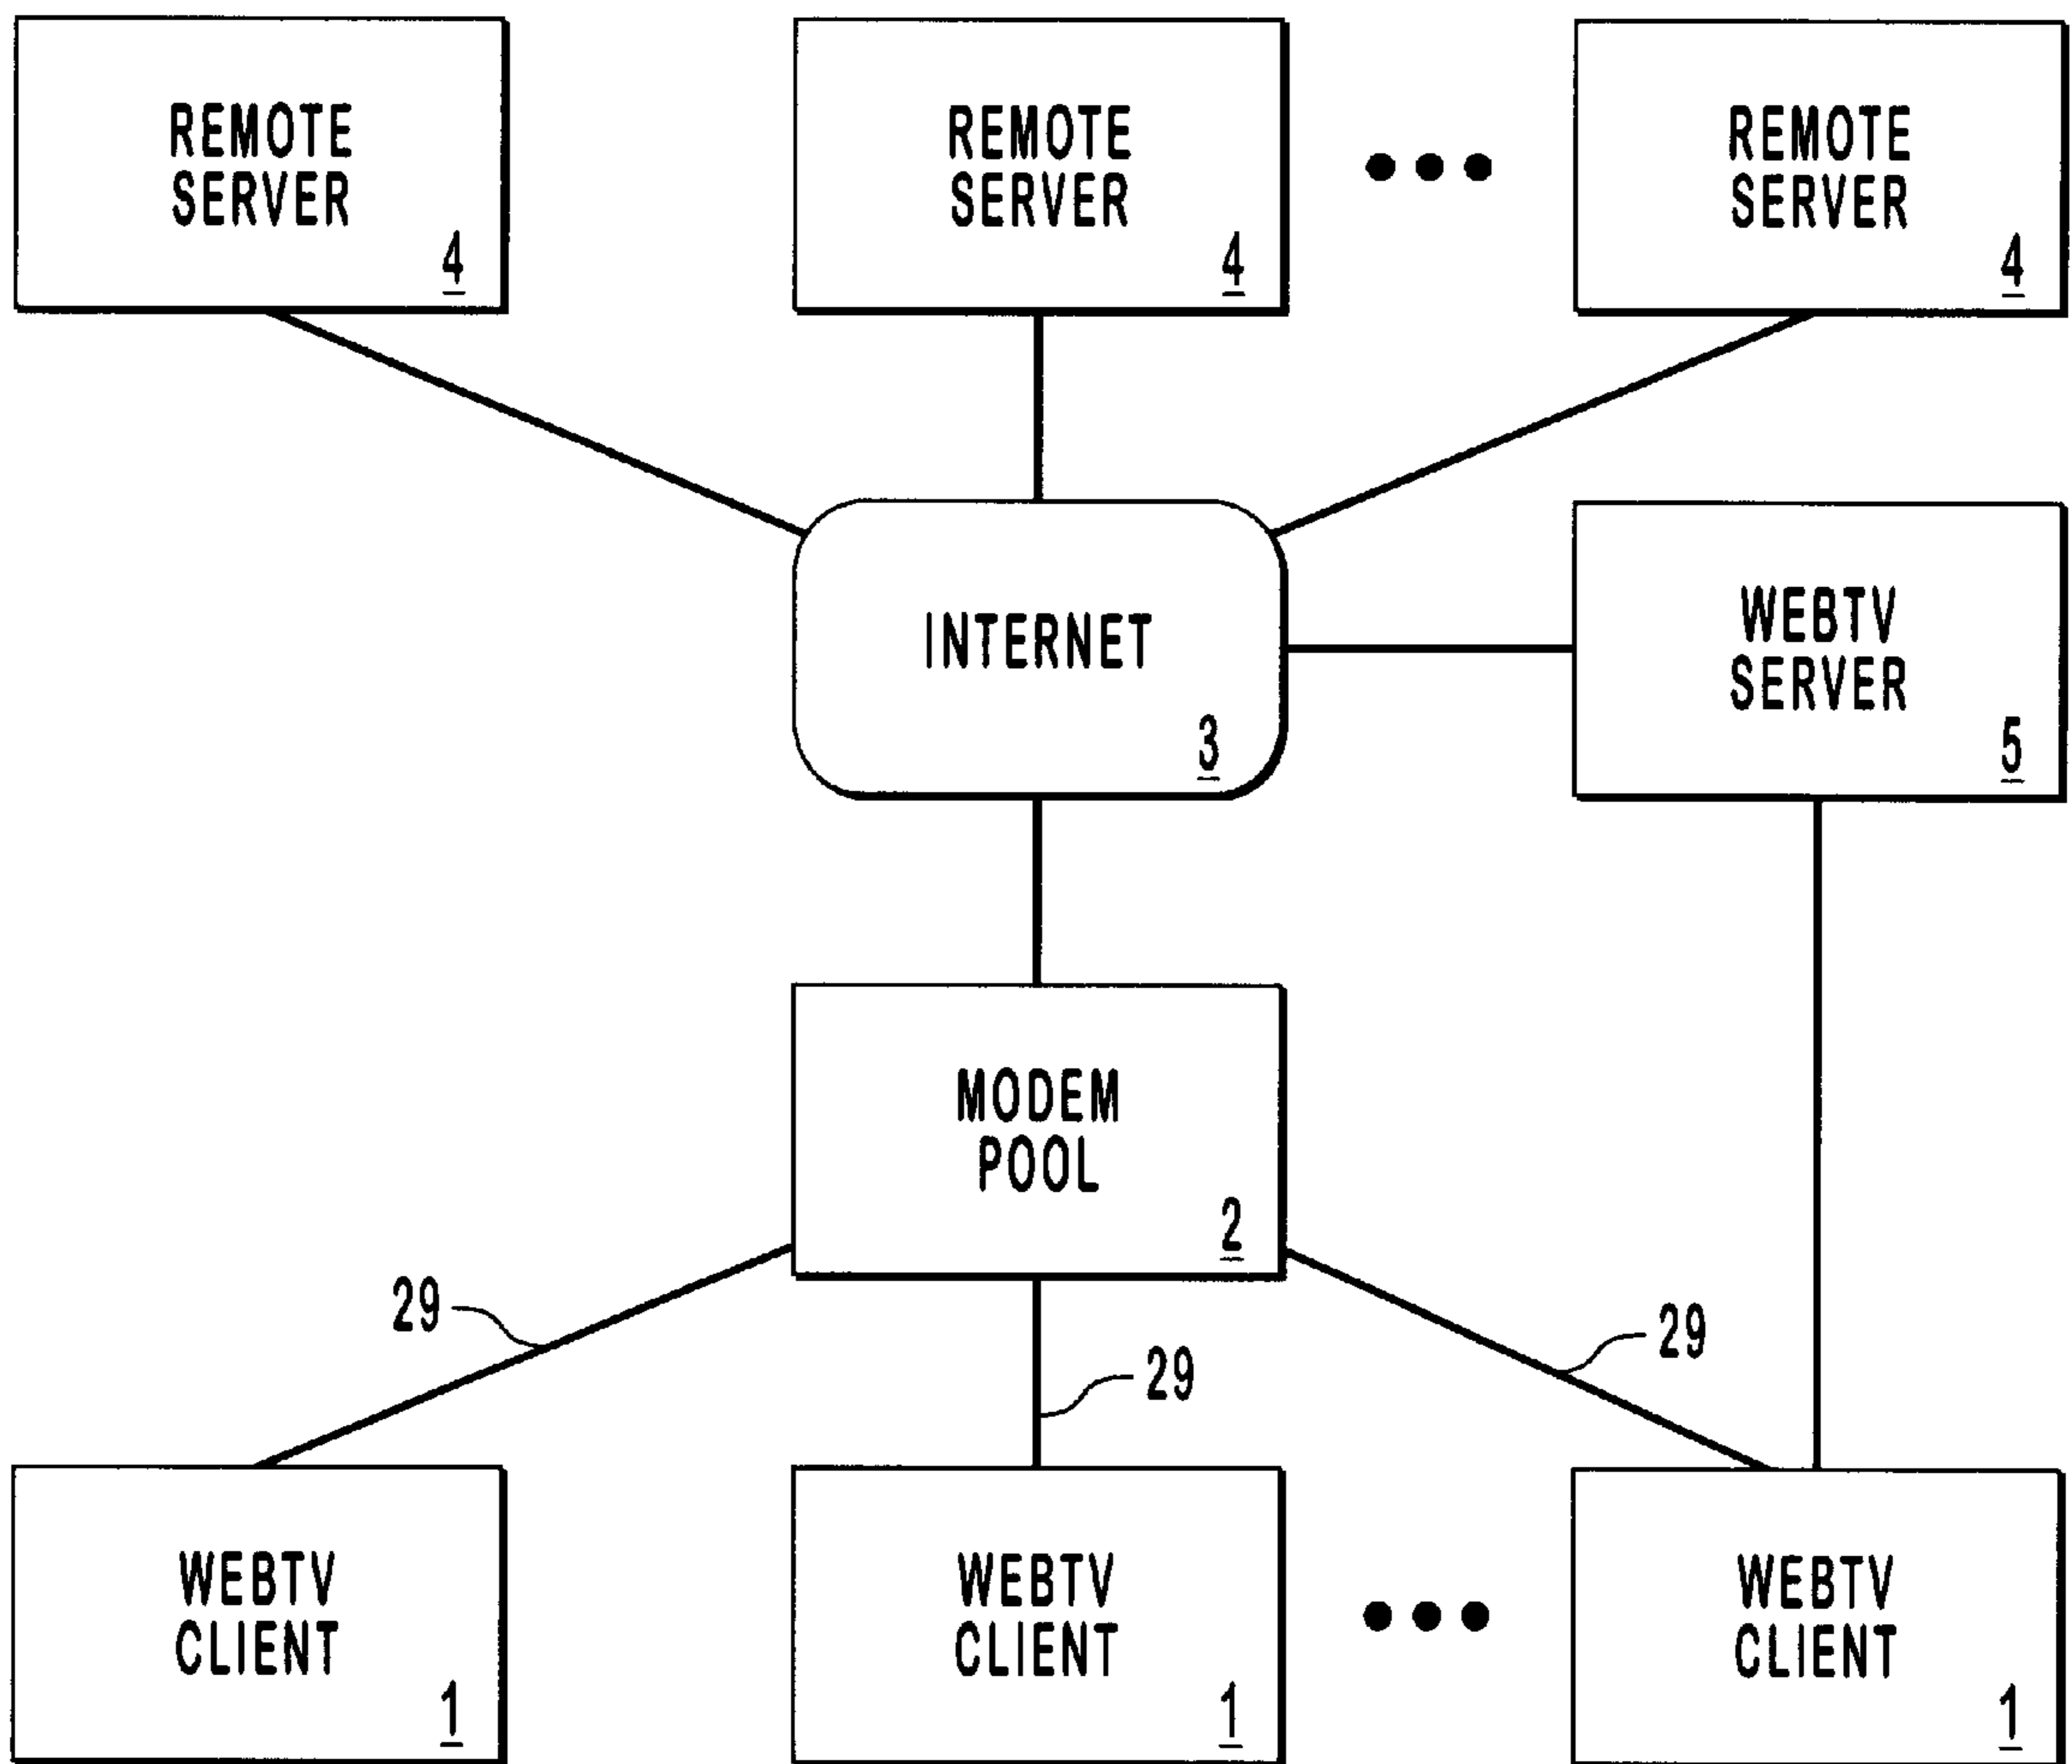 REMOTE
SERVER
4
REMOTE
SERVER
4
REMOTE
SERVER
4
INTERNET
3
WEBTV
SERVER
5
MODEM
POOL
2
29
29
29
WEBTV
CLIENT
1
WEBTV
CLIENT
1
WEBTV
CLIENT
1